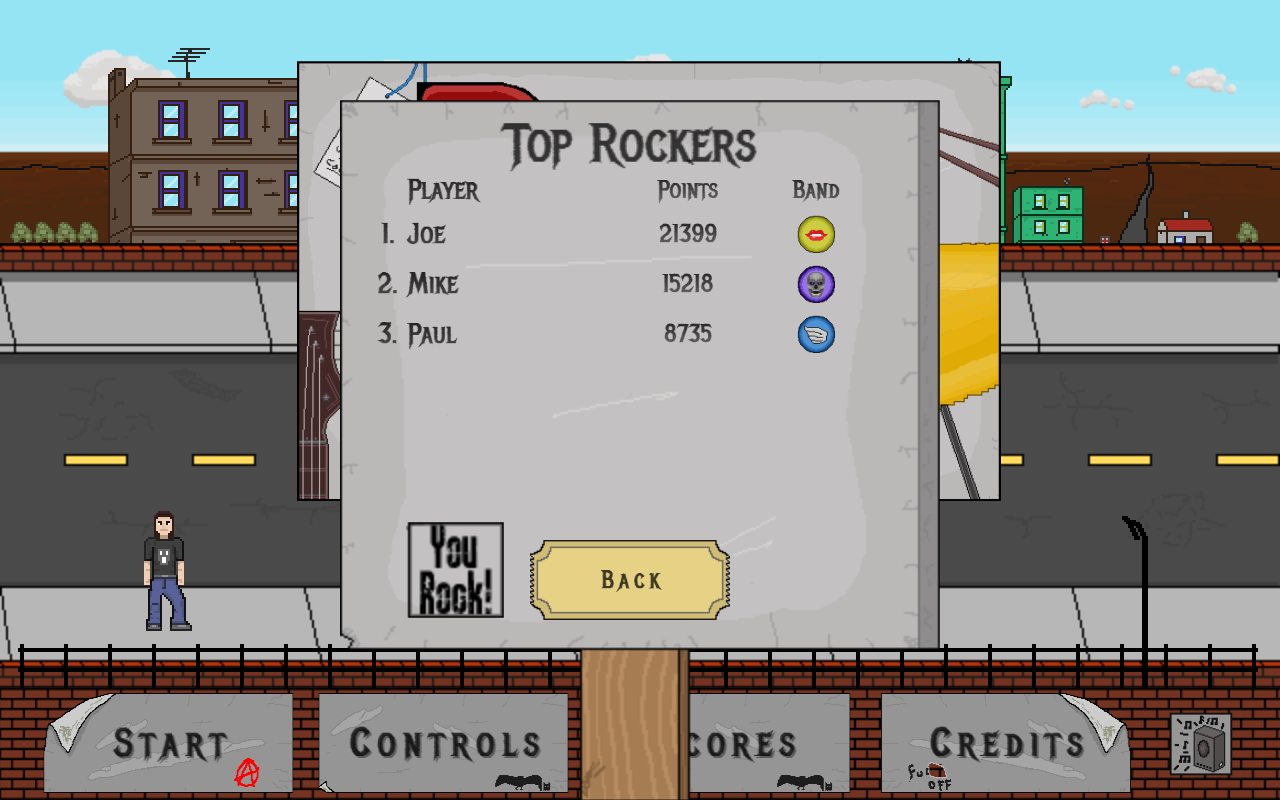 Top Rockers
Player Points Band
1. Joe 21399
2. Mike 15218
3. Paul 8735
You
Rock!
Back
Start
Controls
cores
Credits
OFF